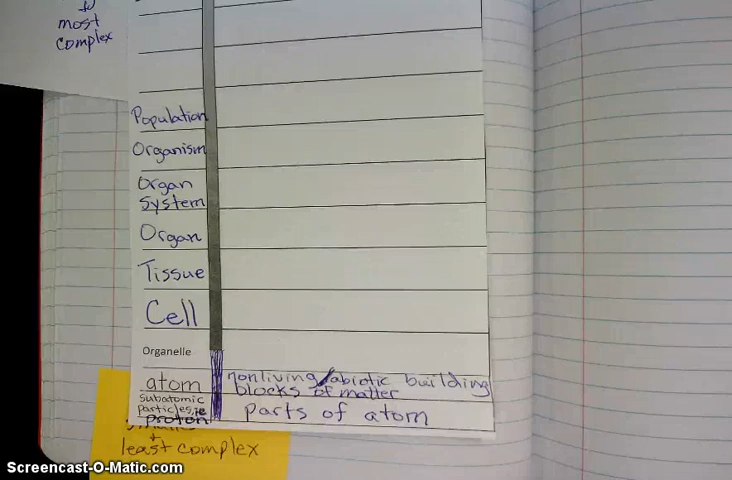 ↓
most
complex
Population
Organism
Organ
System
Organ
Tissue
Cell
Organelle
atom nonliving/abiotic building
blocks of matter
subatomic
particles, ie
proton parts of atom
+
least complex
Screencast-O-Matic.com